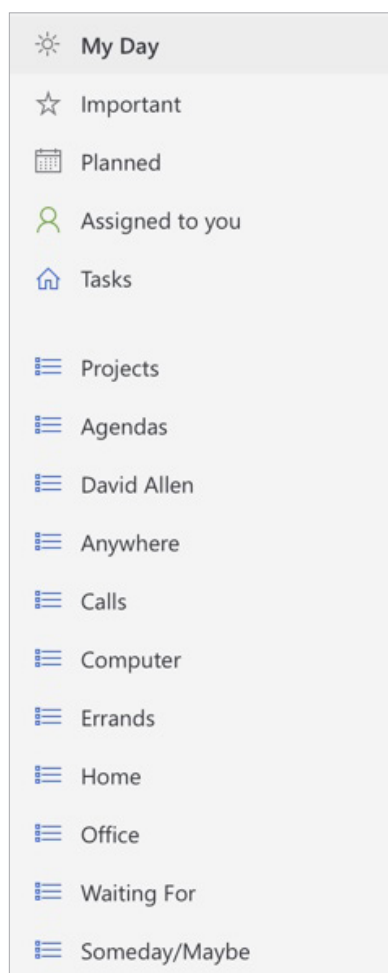 My Day
Important
Planned
Assigned to you
Tasks
Projects
Agendas
David Allen
Anywhere
Calls
Computer
Errands
Home
Office
Waiting For
Someday/Maybe